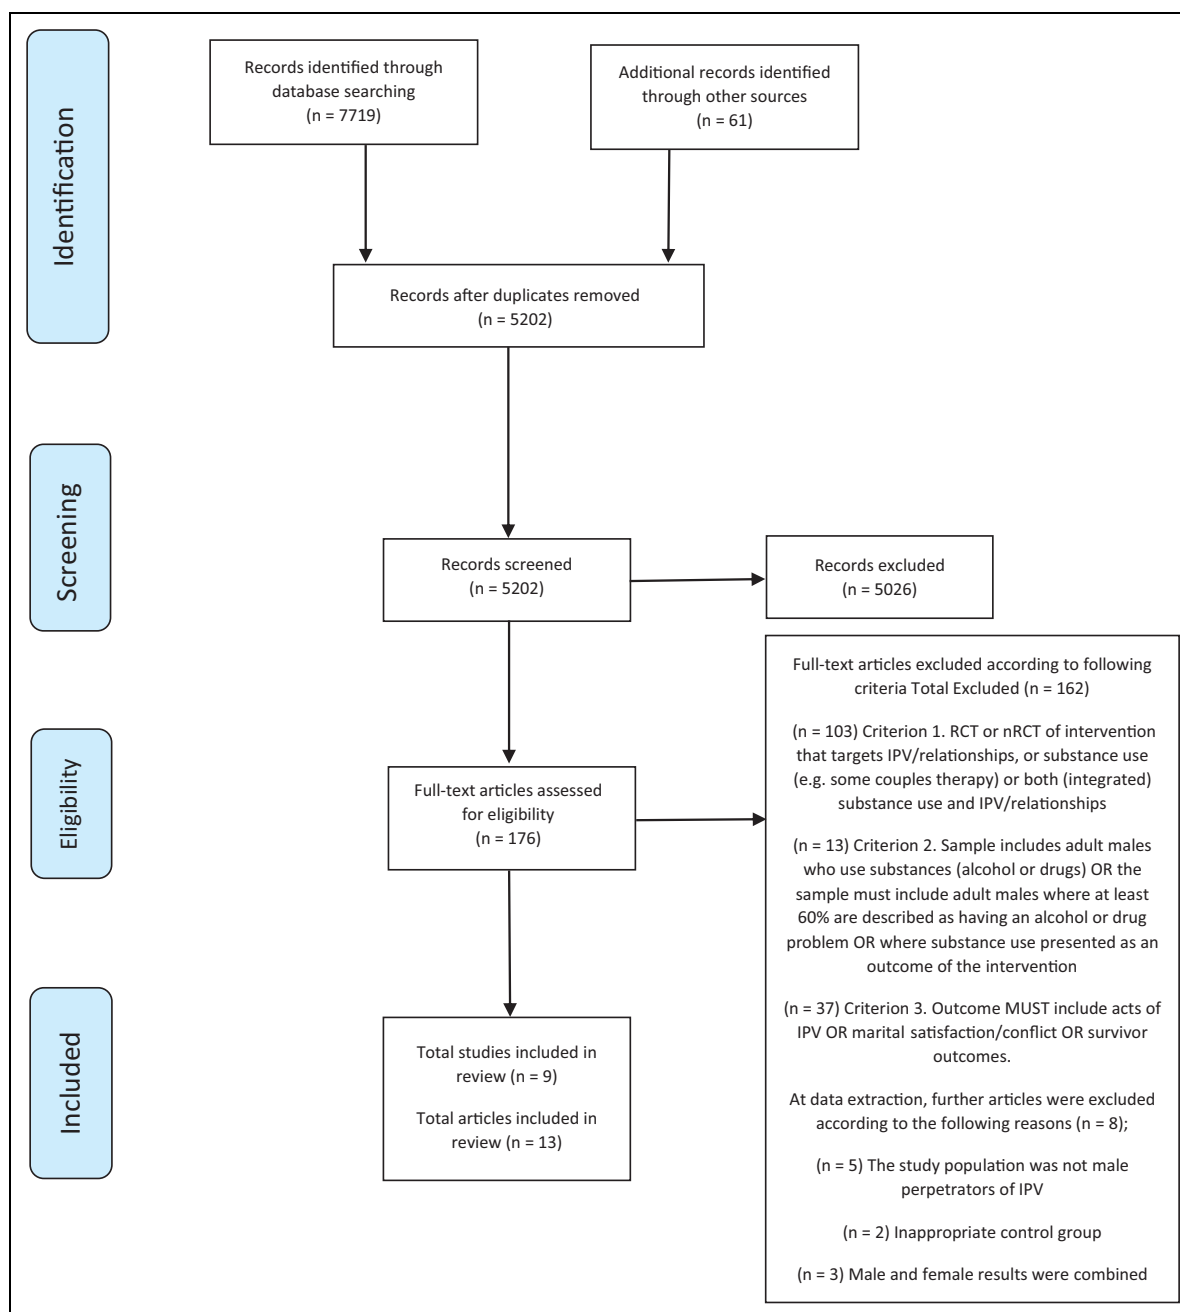 Identification
Records identified through
database searching
(n = 7719)
Additional records identified
through other sources
(n = 61)
Records after duplicates removed
(n = 5202)
Screening
Records screened
(n = 5202)
Records excluded
(n = 5026)
Eligibility
Full-text articles assessed
for eligibility
(n = 176)
Full-text articles excluded according to following
criteria Total Excluded (n = 162)
(n = 103) Criterion 1. RCT or nRCT of intervention
that targets IPV/relationships, or substance use
(e.g. some couples therapy) or both (integrated)
substance use and IPV/relationships
(n = 13) Criterion 2. Sample includes adult males
who use substances (alcohol or drugs) OR the
sample must include adult males where at least
60% are described as having an alcohol or drug
problem OR where substance use presented as an
outcome of the intervention
(n = 37) Criterion 3. Outcome MUST include acts of
IPV OR marital satisfaction/conflict OR survivor
outcomes.
At data extraction, further articles were excluded
according to the following reasons (n = 8);
(n = 5) The study population was not male
perpetrators of IPV
(n = 2) Inappropriate control group
(n = 3) Male and female results were combined
Included
Total studies included in
review (n = 9)
Total articles included in
review (n = 13)